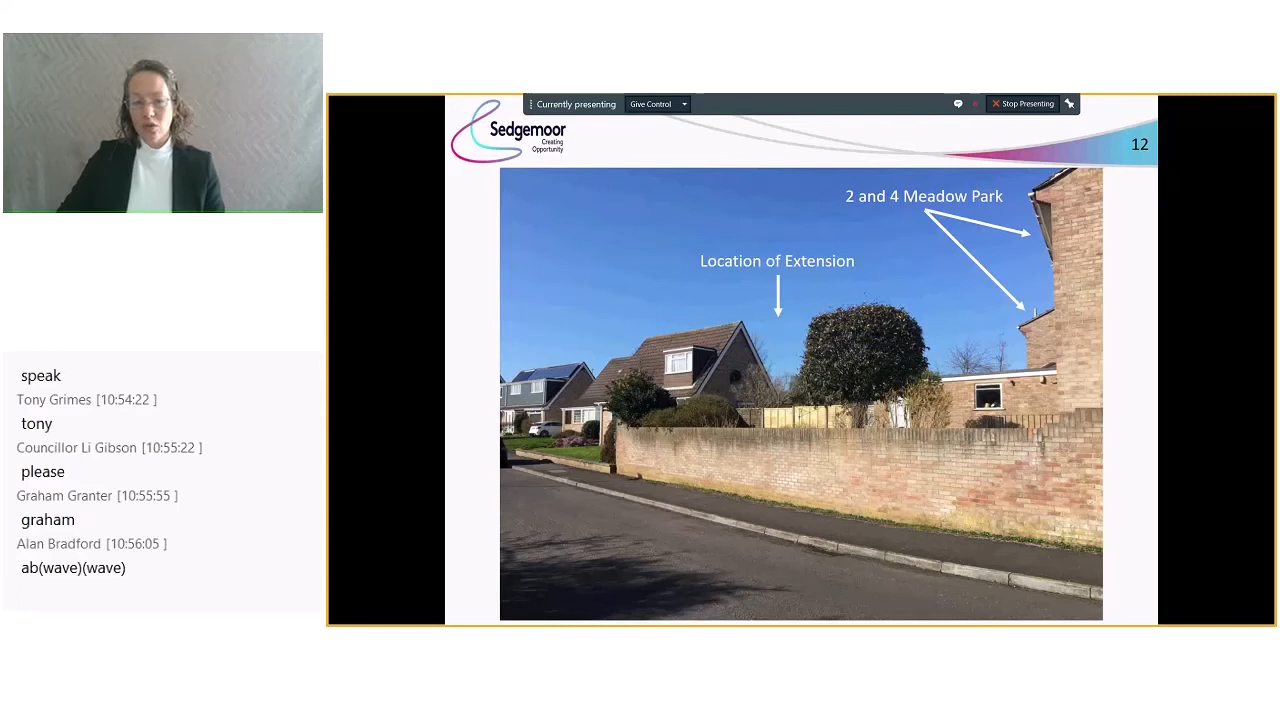 Currently presenting
Give Control
Stop Presenting
Sedgemoor
Creating
Opportunity
12
2 and 4 Meadow Park
Location of Extension
speak
Tony Grimes [10:54:22 ]
tony
Councillor Li Gibson [10:55:22 ]
please
Graham Granter [10:55:55 ]
graham
Alan Bradford [10:56:05 ]
ab(wave)(wave)